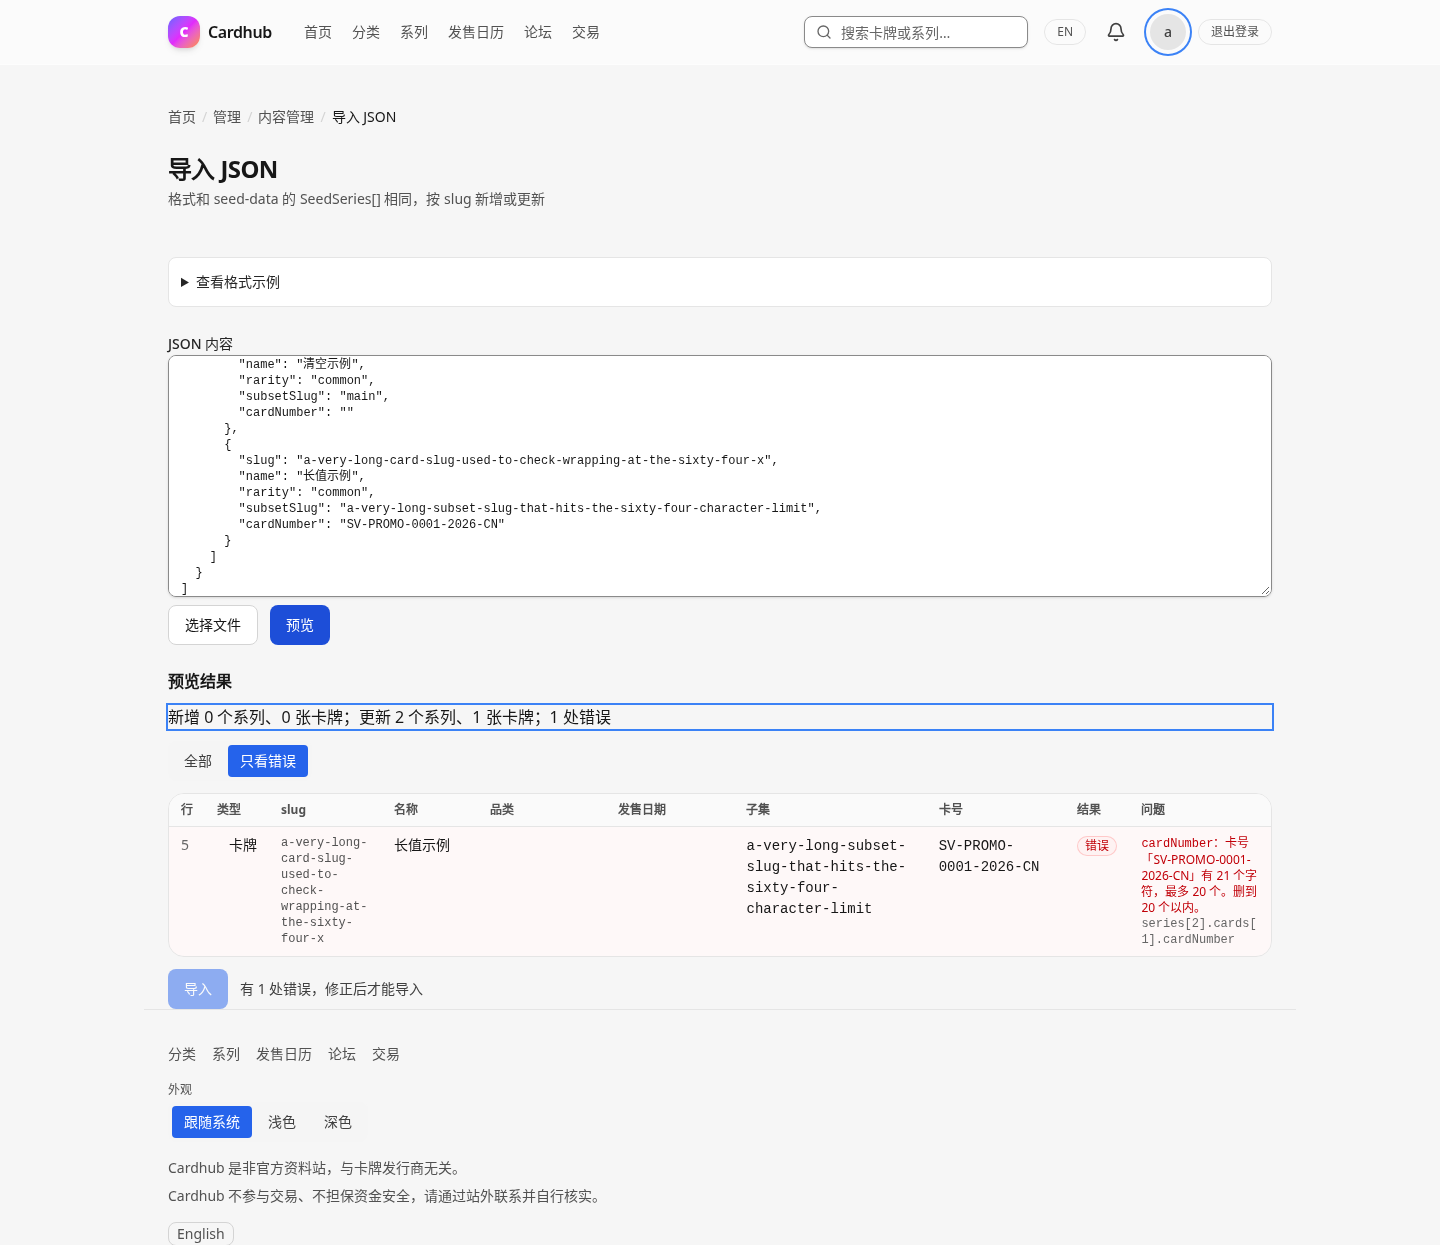 C Cardhub 首页 分类 系列 发售日历 论坛 交易 搜索卡牌或系列... EN a 退出登录
首页 / 管理 / 内容管理 / 导入 JSON
导入 JSON
格式和 seed-data 的 SeedSeries[] 相同，按 slug 新增或更新
查看格式示例
JSON 内容
"name": "清空示例",
"rarity": "common",
"subsetSlug": "main",
"cardNumber": ""
},
{
"slug": "a-very-long-card-slug-used-to-check-wrapping-at-the-sixty-four-x",
"name": "长值示例",
"rarity": "common",
"subsetSlug": "a-very-long-subset-slug-that-hits-the-sixty-four-character-limit",
"cardNumber": "SV-PROMO-0001-2026-CN"
}
]
}
]
选择文件 预览
预览结果
新增 0 个系列、0 张卡牌；更新 2 个系列、1 张卡牌；1 处错误
全部 只看错误
行 类型 slug 名称 品类 发售日期 子集 卡号 结果 问题
5 卡牌
a-very-long-
card-slug-
used-to-
check-
wrapping-at-
the-sixty-
four-x
长值示例
a-very-long-subset-
slug-that-hits-the-
sixty-four-
character-limit
SV-PROMO-
0001-2026-CN
错误
cardNumber：卡号
「SV-PROMO-0001-
2026-CN」有 21 个字
符，最多 20 个。删到
20 个以内。
series[2].cards[
1].cardNumber
导入 有 1 处错误，修正后才能导入
分类 系列 发售日历 论坛 交易
外观
跟随系统 浅色 深色
Cardhub 是非官方资料站，与卡牌发行商无关。
Cardhub 不参与交易、不担保资金安全，请通过站外联系并自行核实。
English